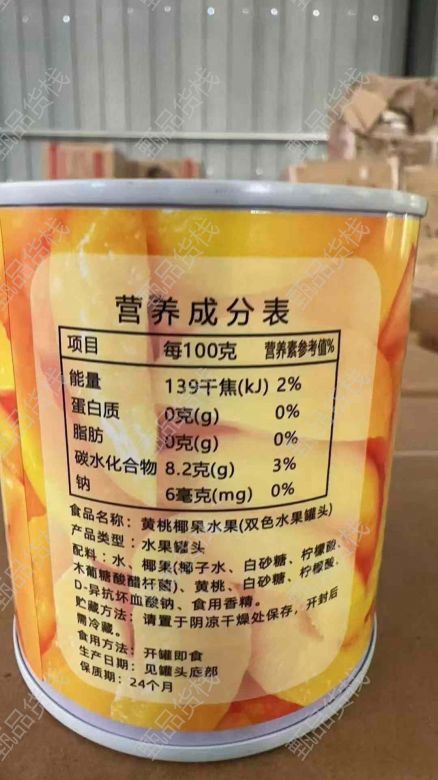 营养成分表
项目 每100克 营养素参考值%
能量 139千焦(kJ) 2%
蛋白质 0克(g) 0%
脂肪 0克(g) 0%
碳水化合物 8.2克(g) 3%
钠 6毫克(mg) 0%
食品名称：黄桃椰果水果(双色水果罐头)
产品类型：水果罐头
配料：水、椰果(椰子水、白砂糖、柠檬酸、
木葡糖酸醋杆菌)、黄桃、白砂糖、柠檬酸、
D-异抗坏血酸钠、食用香精。
贮藏方法：请置于阴凉干燥处保存，开封后
需冷藏。
食用方法：开罐即食
生产日期：见罐头底部
保质期：24个月
甄品货栈